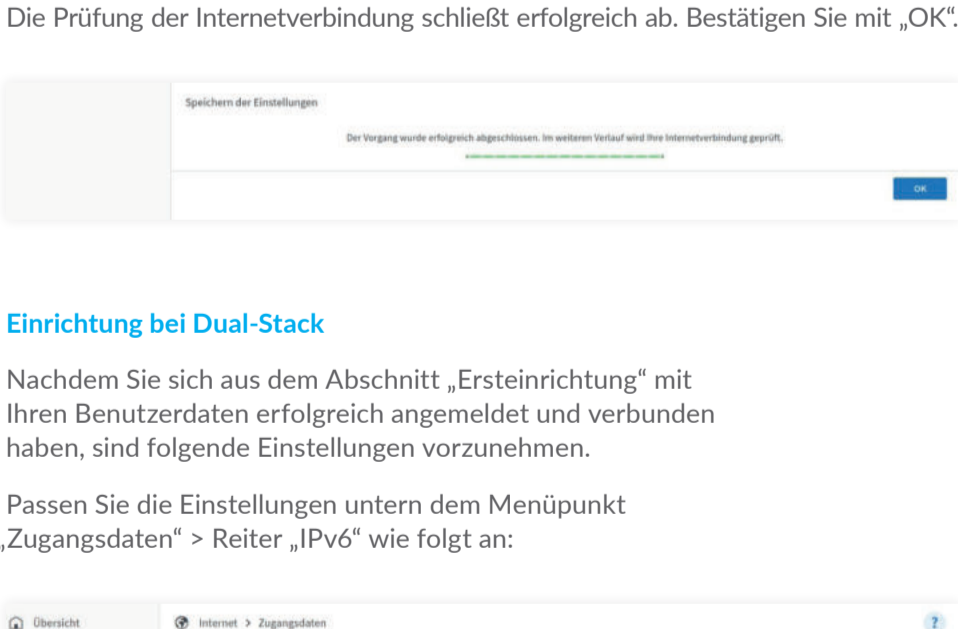 Die Prüfung der Internetverbindung schließt erfolgreich ab. Bestätigen Sie mit „OK“.
Speichern der Einstellungen
Der Vorgang wurde erfolgreich abgeschlossen. Im weiteren Verlauf wird Ihre Internetverbindung geprüft.
OK
Einrichtung bei Dual-Stack
Nachdem Sie sich aus dem Abschnitt „Ersteinrichtung“ mit
Ihren Benutzerdaten erfolgreich angemeldet und verbunden
haben, sind folgende Einstellungen vorzunehmen.
Passen Sie die Einstellungen untern dem Menüpunkt
„Zugangsdaten“ > Reiter „IPv6“ wie folgt an:
Übersicht
Internet > Zugangsdaten
?